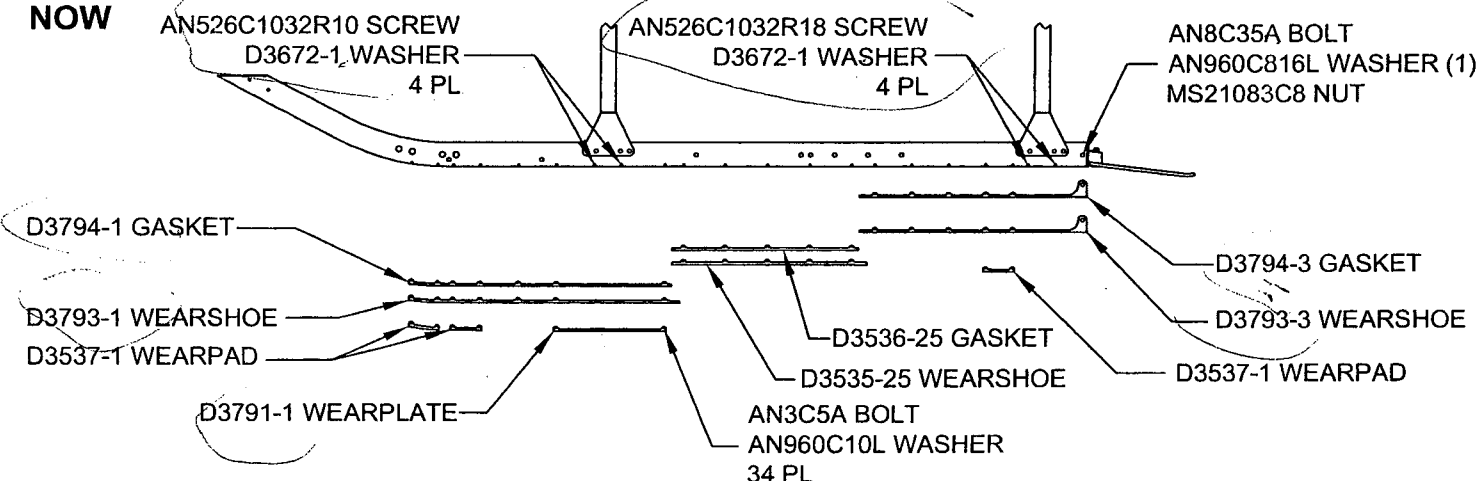 NOW
AN526C1032R10 SCREW
D3672-1 WASHER
4 PL
AN526C1032R18 SCREW
D3672-1 WASHER
4 PL
AN8C35A BOLT
AN960C816L WASHER (1)
MS21083C8 NUT
D3794-1 GASKET
D3793-1 WEARSHOE
D3537-1 WEARPAD
D3791-1 WEARPLATE
D3794-3 GASKET
D3793-3 WEARSHOE
D3537-1 WEARPAD
D3536-25 GASKET
D3535-25 WEARSHOE
AN3C5A BOLT
AN960C10L WASHER
34 PL